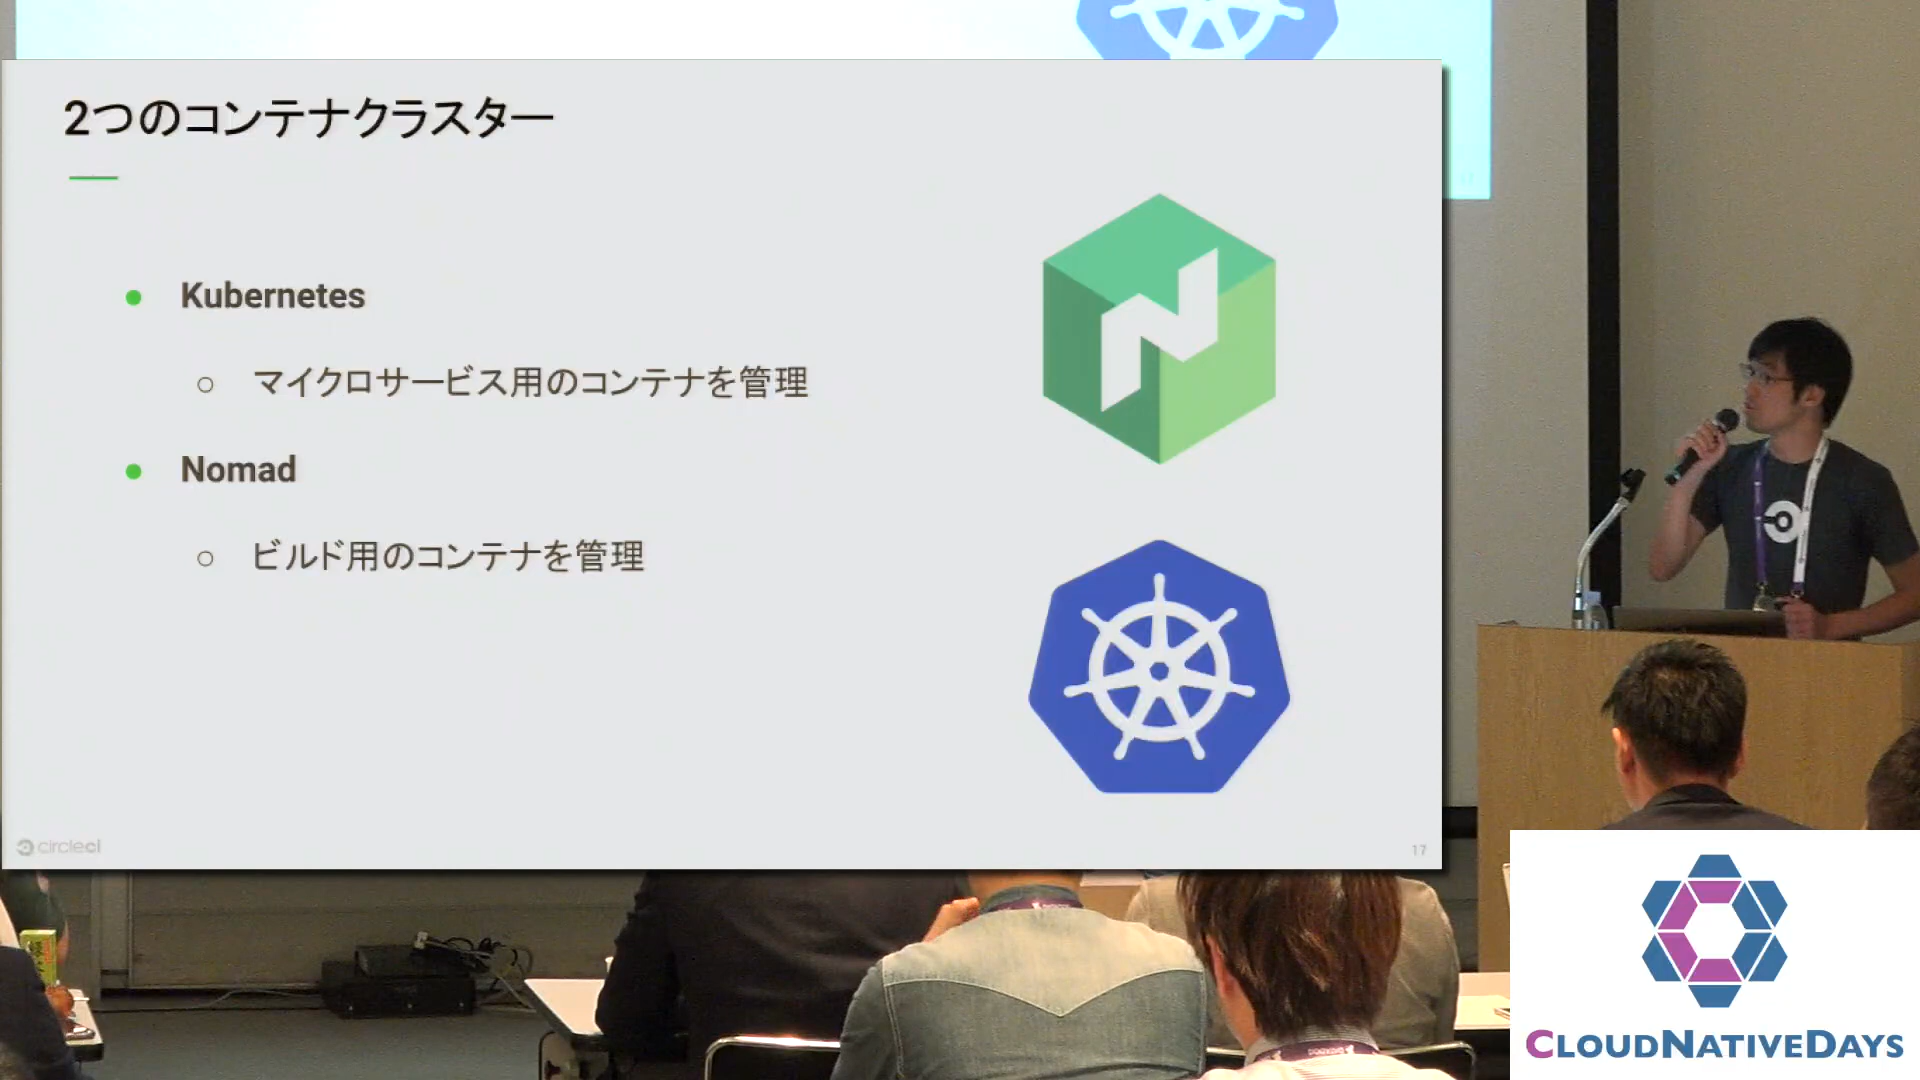 2つのコンテナクラスター
Kubernetes
マイクロサービス用のコンテナを管理
Nomad
ビルド用のコンテナを管理
circleci
17
CLOUDNATIVEDAYS